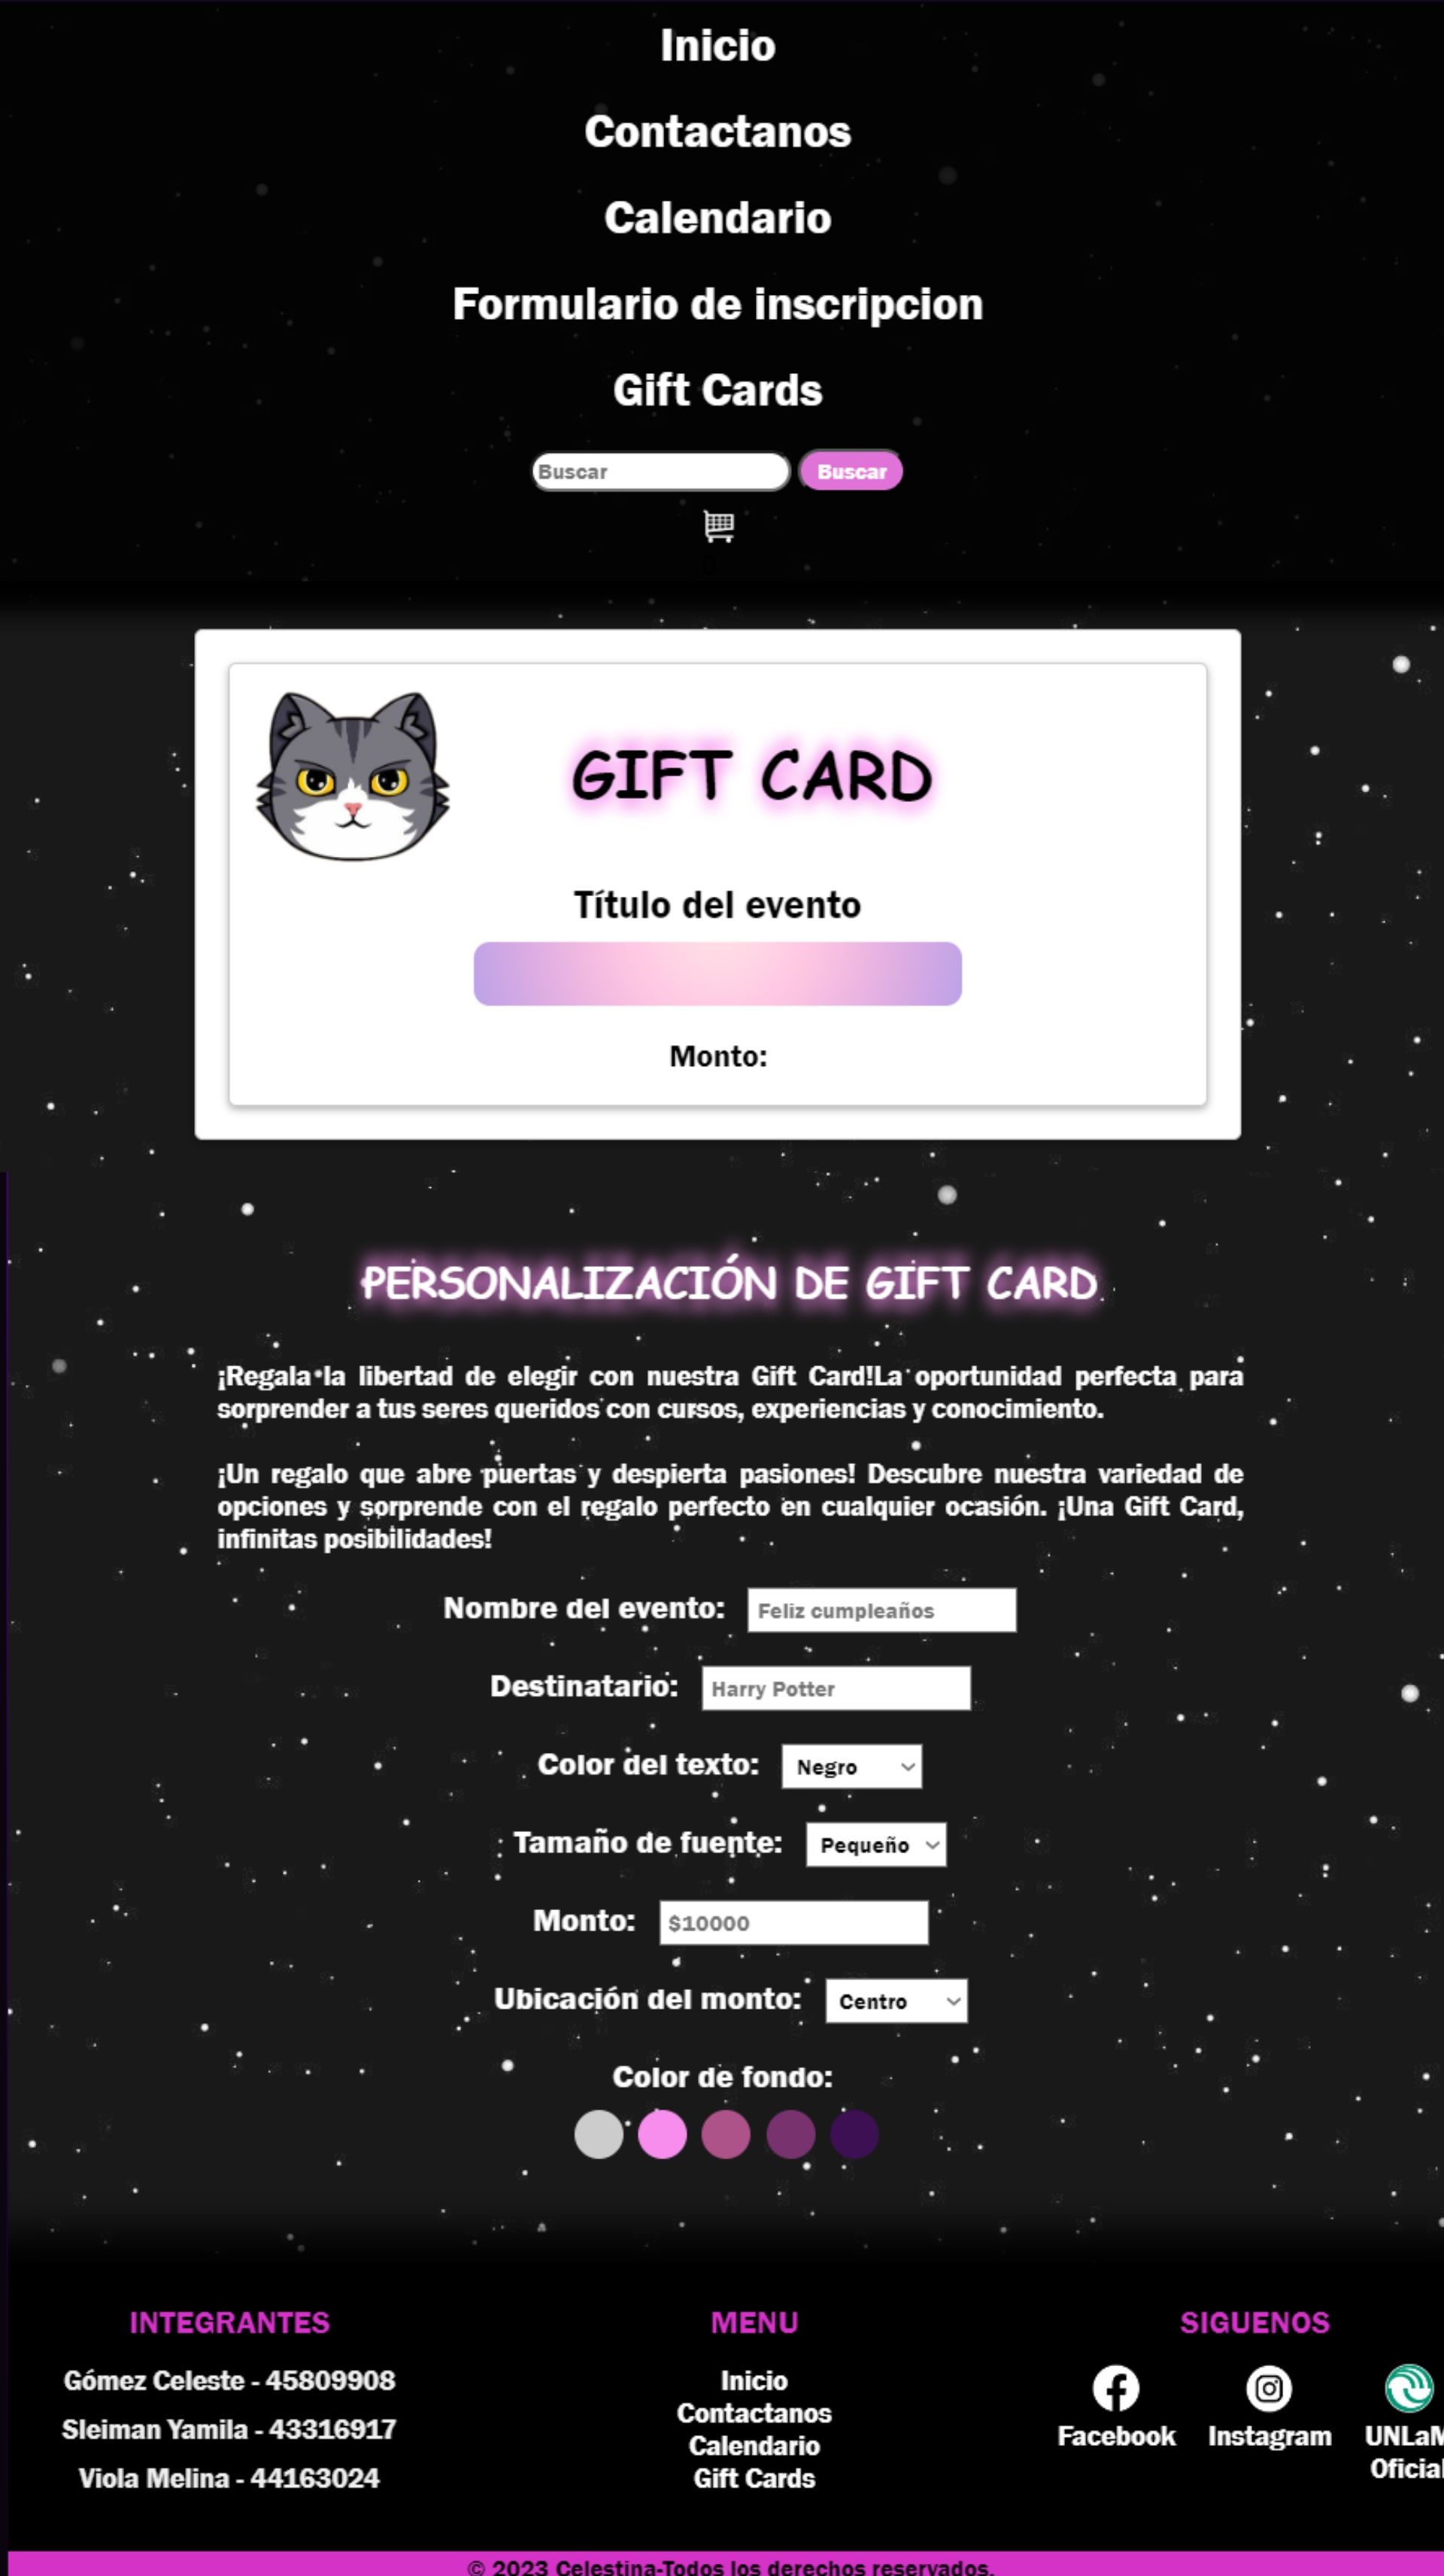 Inicio
Contactanos
Calendario
Formulario de inscripcion
Gift Cards
Buscar Buscar
GIFT CARD
Título del evento
Monto:
PERSONALIZACIÓN DE GIFT CARD
¡Regala la libertad de elegir con nuestra Gift Card!La oportunidad perfecta para
sorprender a tus seres queridos con cursos, experiencias y conocimiento.
¡Un regalo que abre puertas y despierta pasiones! Descubre nuestra variedad de
opciones y sorprende con el regalo perfecto en cualquier ocasión. ¡Una Gift Card,
infinitas posibilidades!
Nombre del evento: Feliz cumpleaños
Destinatario: Harry Potter
Color del texto: Negro
Tamaño de fuente: Pequeño
Monto: $10000
Ubicación del monto: Centro
Color de fondo:
INTEGRANTES
Gómez Celeste - 45809908
Sleiman Yamila - 43316917
Viola Melina - 44163024
MENU
Inicio
Contactanos
Calendario
Gift Cards
SIGUENOS
Facebook
Instagram
UNLaM
Oficial
© 2023 Celestina-Todos los derechos reservados.